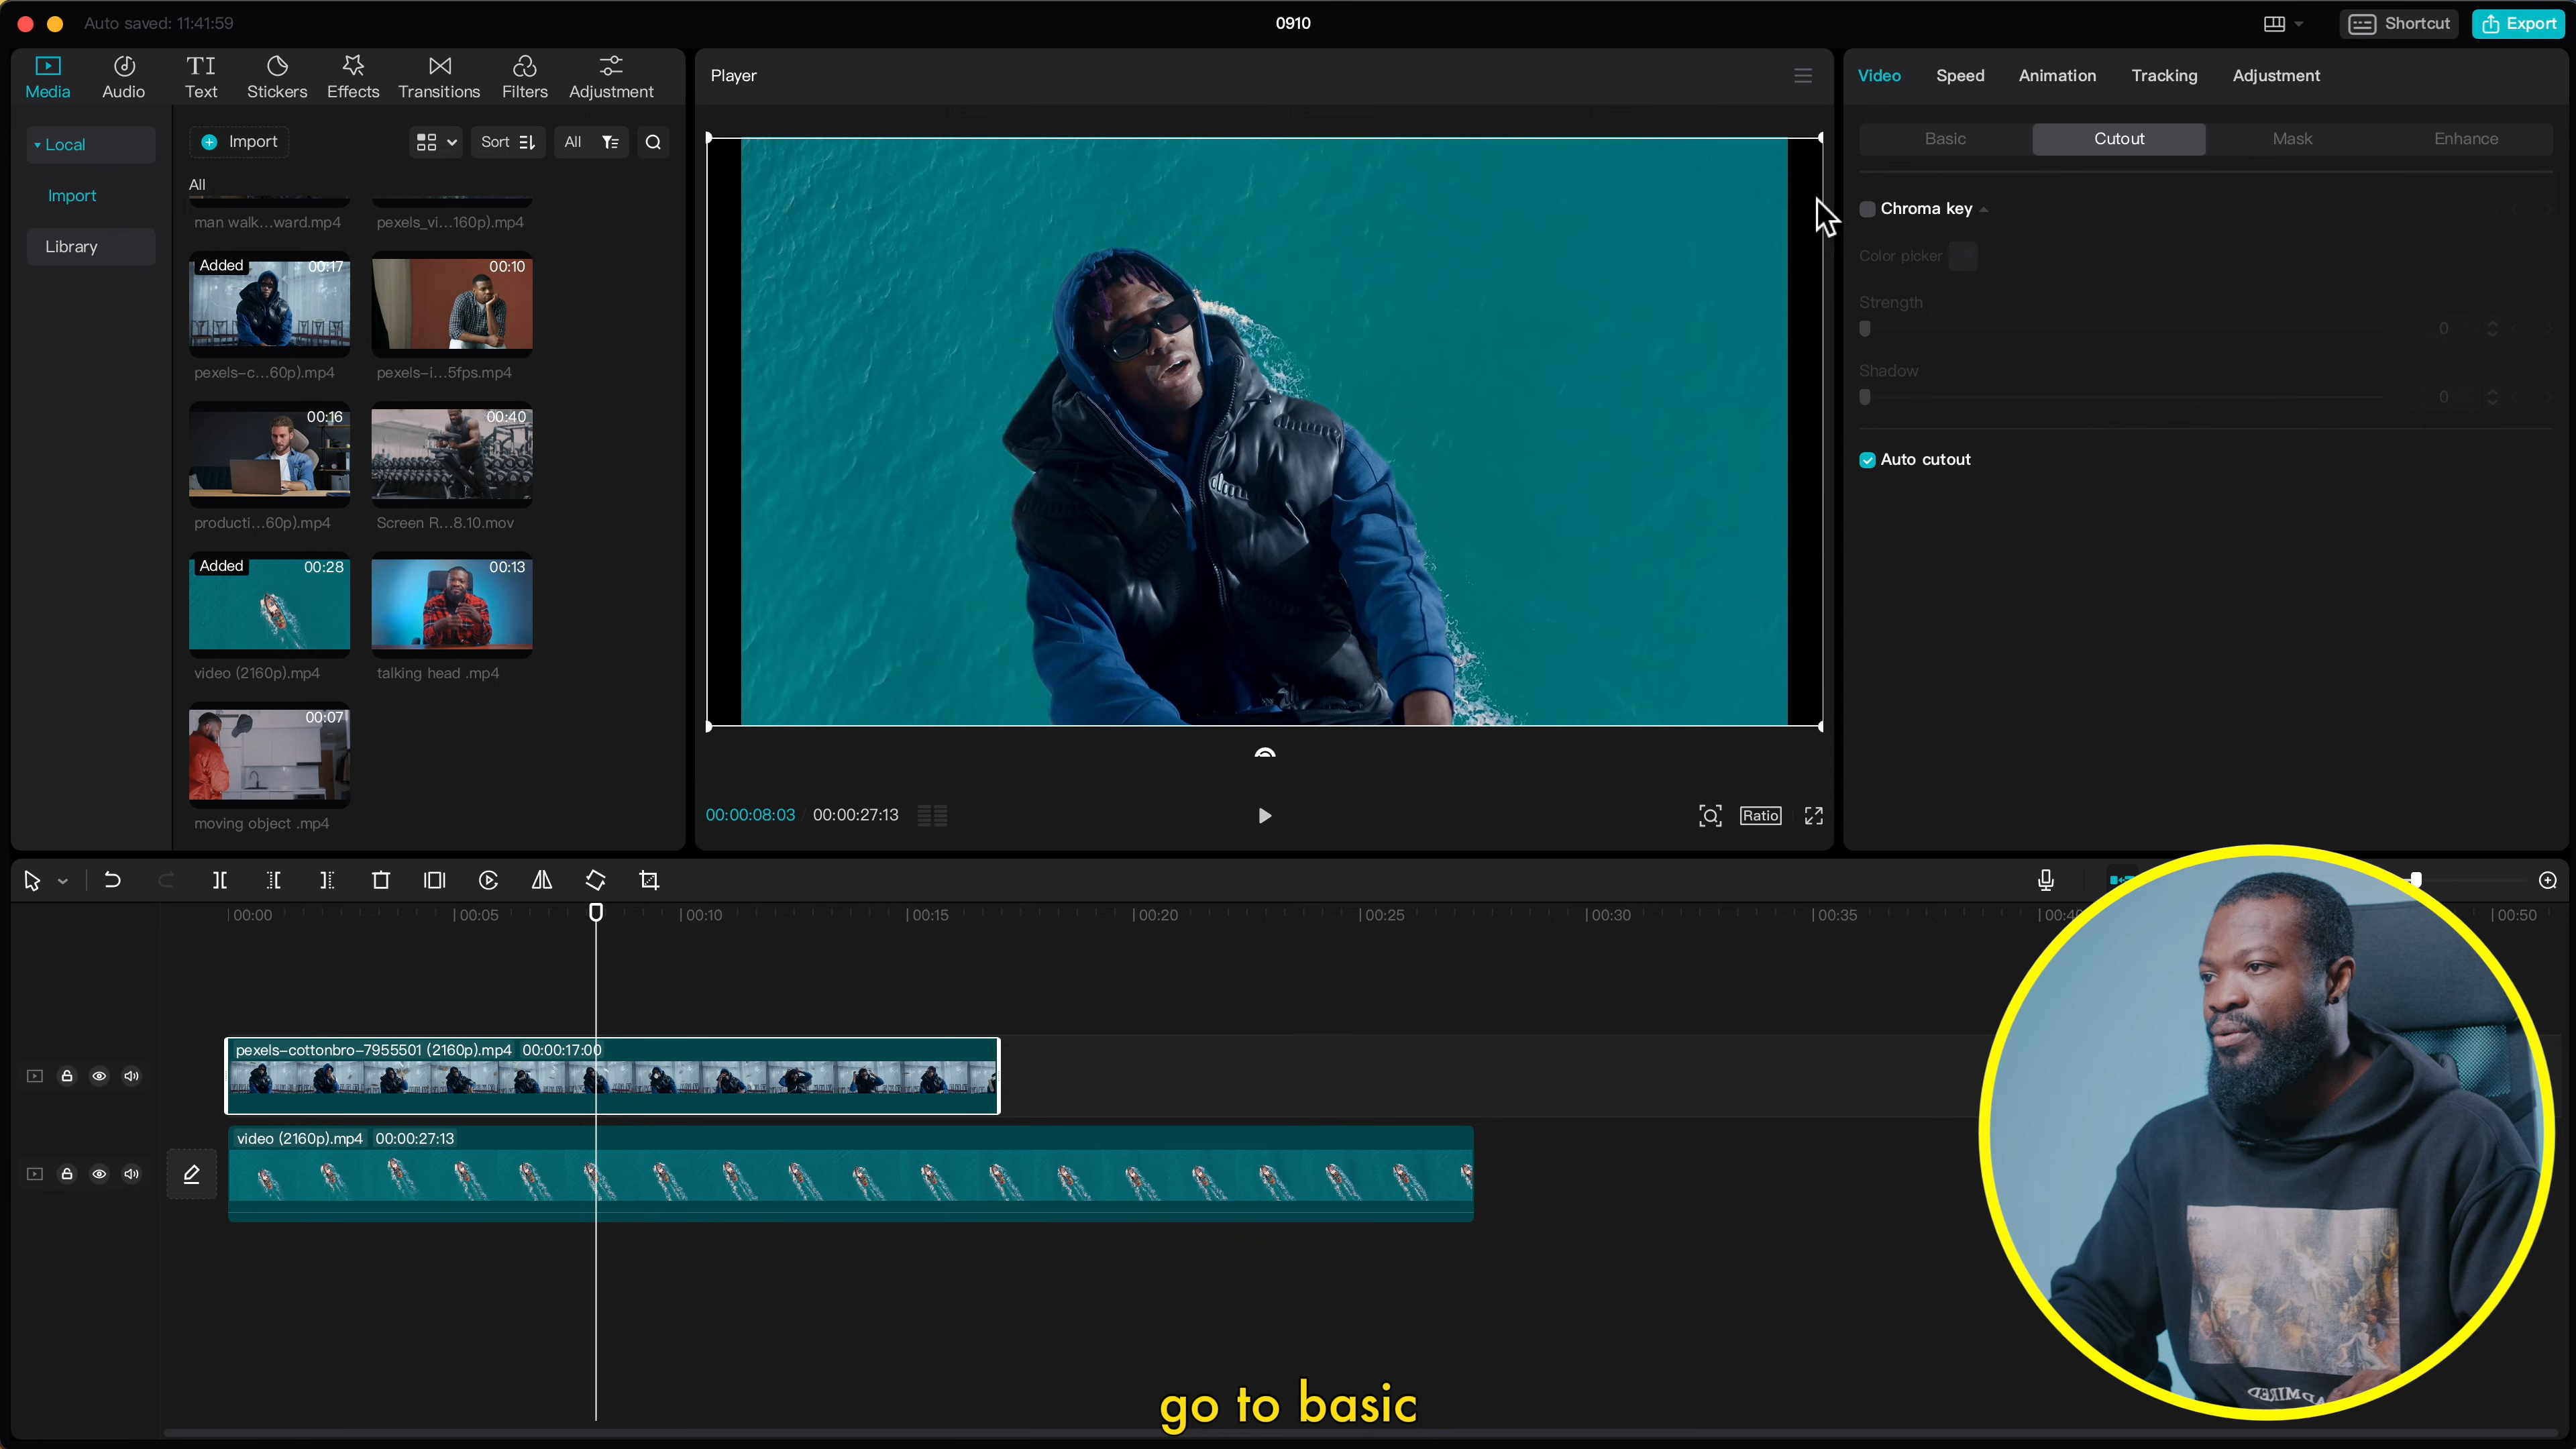 Auto saved: 11:41:59
0910
Shortcut
Export
Media
Audio
Text
Stickers
Effects
Transitions
Filters
Adjustment
Local
Import
Library
Import
Sort
All
All
man walk...ward.mp4
pexels_vi...160p).mp4
Added
00:17
00:10
pexels-c...60p).mp4
pexels-i...5fps.mp4
00:16
00:40
producti...60p).mp4
Screen R...8.10.mov
Added
00:28
00:13
video (2160p).mp4
talking head .mp4
00:07
moving object .mp4
Player
00:00:08:03 / 00:00:27:13
Ratio
Video
Speed
Animation
Tracking
Adjustment
Basic
Cutout
Mask
Enhance
Chroma key
Color picker
Strength
0
Shadow
0
Auto cutout
00:00
00:05
00:10
00:15
00:20
00:25
00:30
00:35
00:50
pexels-cottonbro-7955501 (2160p).mp4 00:00:17:00
video (2160p).mp4 00:00:27:13
go to basic